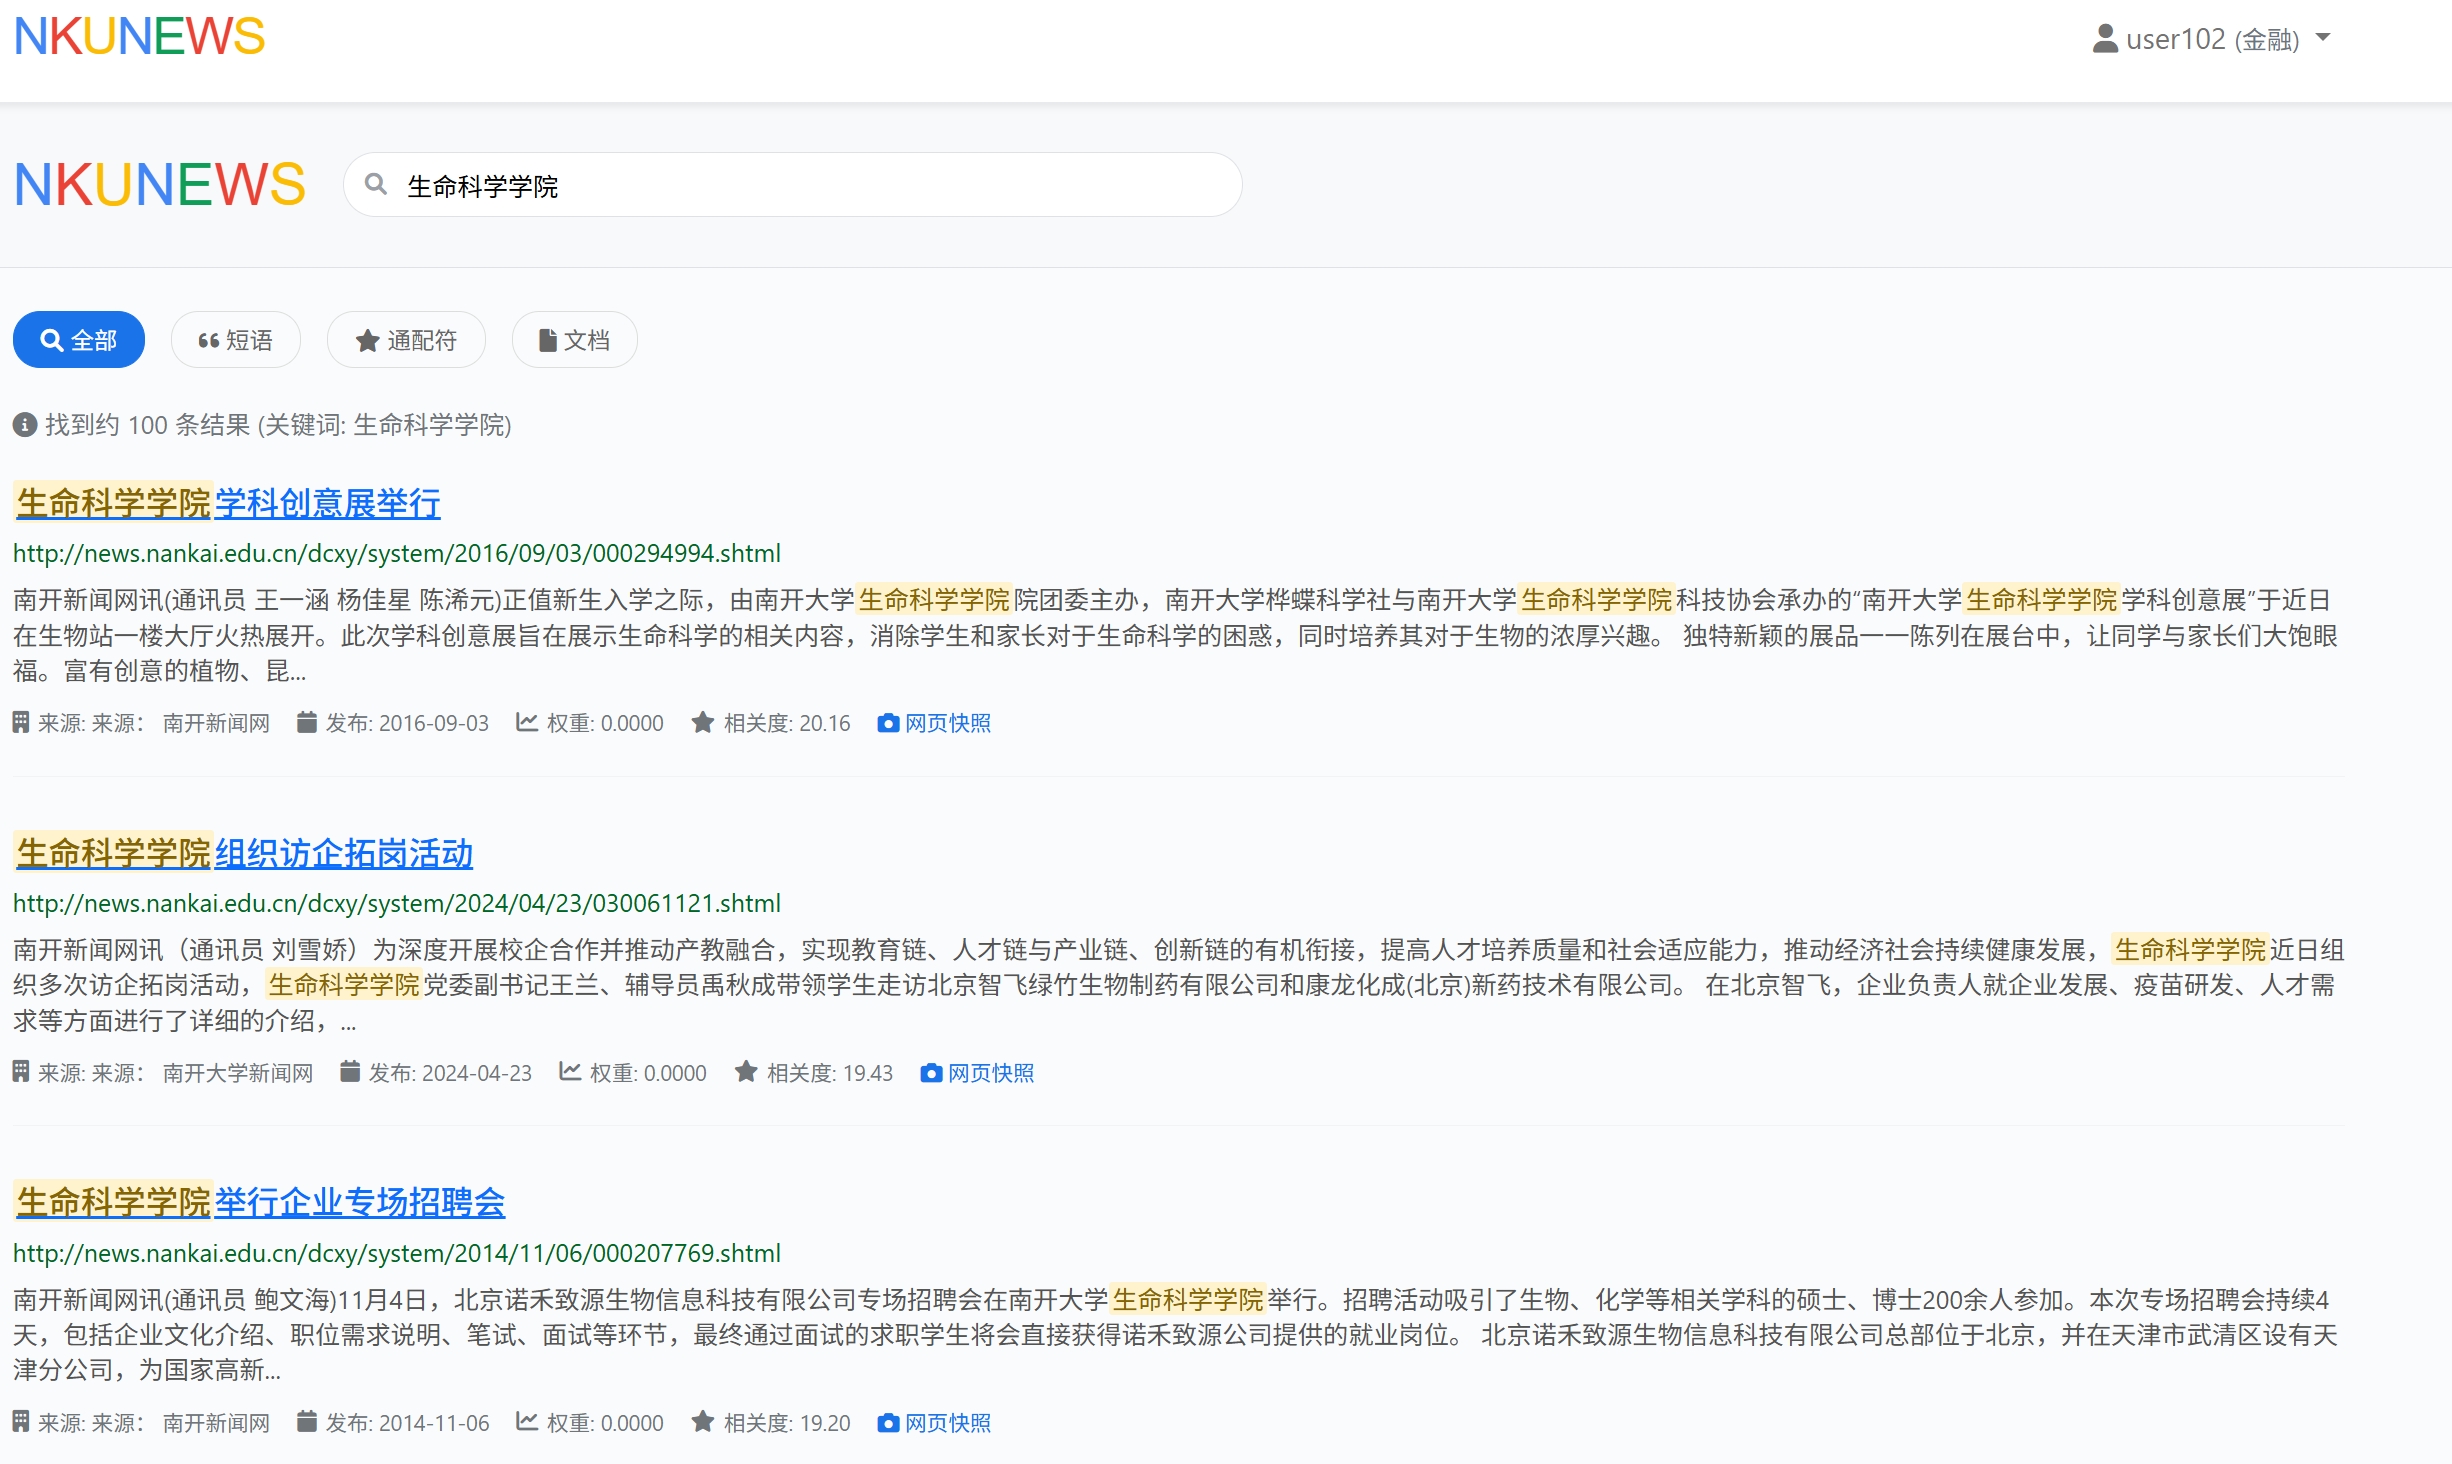 NKUNEWS
user102 (金融)
NKUNEWS
生命科学学院
全部
短语
通配符
文档
找到约 100 条结果 (关键词: 生命科学学院)
生命科学学院学科创意展举行
http://news.nankai.edu.cn/dcxy/system/2016/09/03/000294994.shtml
南开新闻网讯(通讯员 王一涵 杨佳星 陈浠元)正值新生入学之际，由南开大学生命科学学院院团委主办，南开大学桦蝶科学社与南开大学生命科学学院科技协会承办的“南开大学生命科学学院学科创意展”于近日
在生物站一楼大厅火热展开。此次学科创意展旨在展示生命科学的相关内容，消除学生和家长对于生命科学的困惑，同时培养其对于生物的浓厚兴趣。 独特新颖的展品一一陈列在展台中，让同学与家长们大饱眼
福。富有创意的植物、昆...
来源: 来源： 南开新闻网 发布: 2016-09-03 权重: 0.0000 相关度: 20.16 网页快照
生命科学学院组织访企拓岗活动
http://news.nankai.edu.cn/dcxy/system/2024/04/23/030061121.shtml
南开新闻网讯（通讯员 刘雪娇）为深度开展校企合作并推动产教融合，实现教育链、人才链与产业链、创新链的有机衔接，提高人才培养质量和社会适应能力，推动经济社会持续健康发展，生命科学学院近日组
织多次访企拓岗活动，生命科学学院党委副书记王兰、辅导员禹秋成带领学生走访北京智飞绿竹生物制药有限公司和康龙化成(北京)新药技术有限公司。 在北京智飞，企业负责人就企业发展、疫苗研发、人才需
求等方面进行了详细的介绍，...
来源: 来源： 南开大学新闻网 发布: 2024-04-23 权重: 0.0000 相关度: 19.43 网页快照
生命科学学院举行企业专场招聘会
http://news.nankai.edu.cn/dcxy/system/2014/11/06/000207769.shtml
南开新闻网讯(通讯员 鲍文海)11月4日，北京诺禾致源生物信息科技有限公司专场招聘会在南开大学生命科学学院举行。招聘活动吸引了生物、化学等相关学科的硕士、博士200余人参加。本次专场招聘会持续4
天，包括企业文化介绍、职位需求说明、笔试、面试等环节，最终通过面试的求职学生将会直接获得诺禾致源公司提供的就业岗位。 北京诺禾致源生物信息科技有限公司总部位于北京，并在天津市武清区设有天
津分公司，为国家高新...
来源: 来源： 南开新闻网 发布: 2014-11-06 权重: 0.0000 相关度: 19.20 网页快照